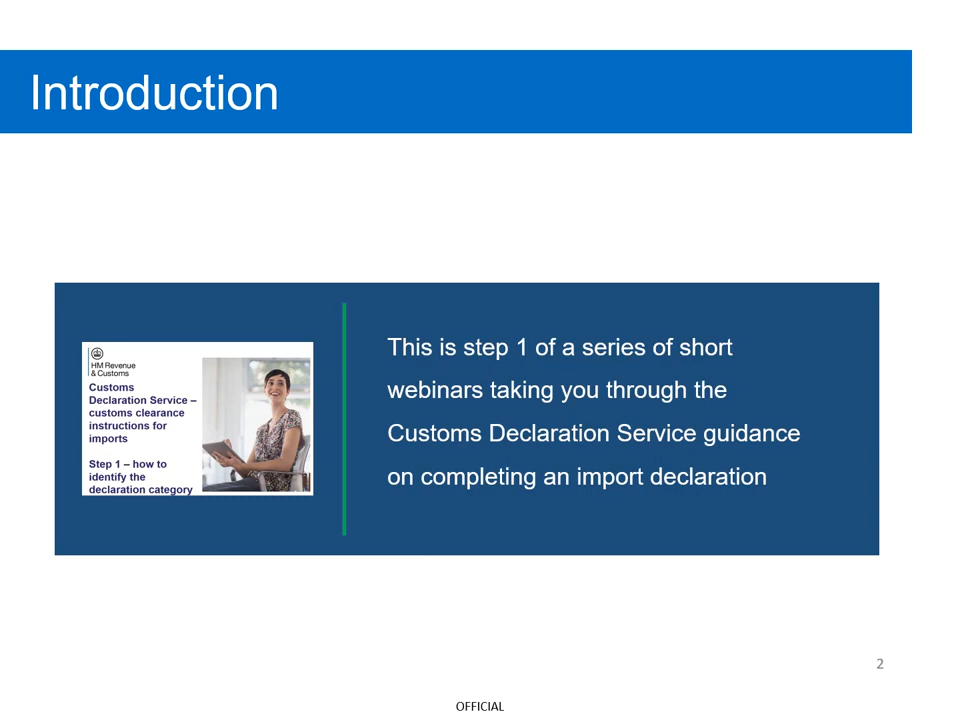 Introduction
HM Revenue
& Customs
Customs
Declaration Service –
customs clearance
instructions for
imports
Step 1 – how to
identify the
declaration category
This is step 1 of a series of short
webinars taking you through the
Customs Declaration Service guidance
on completing an import declaration
2
OFFICIAL